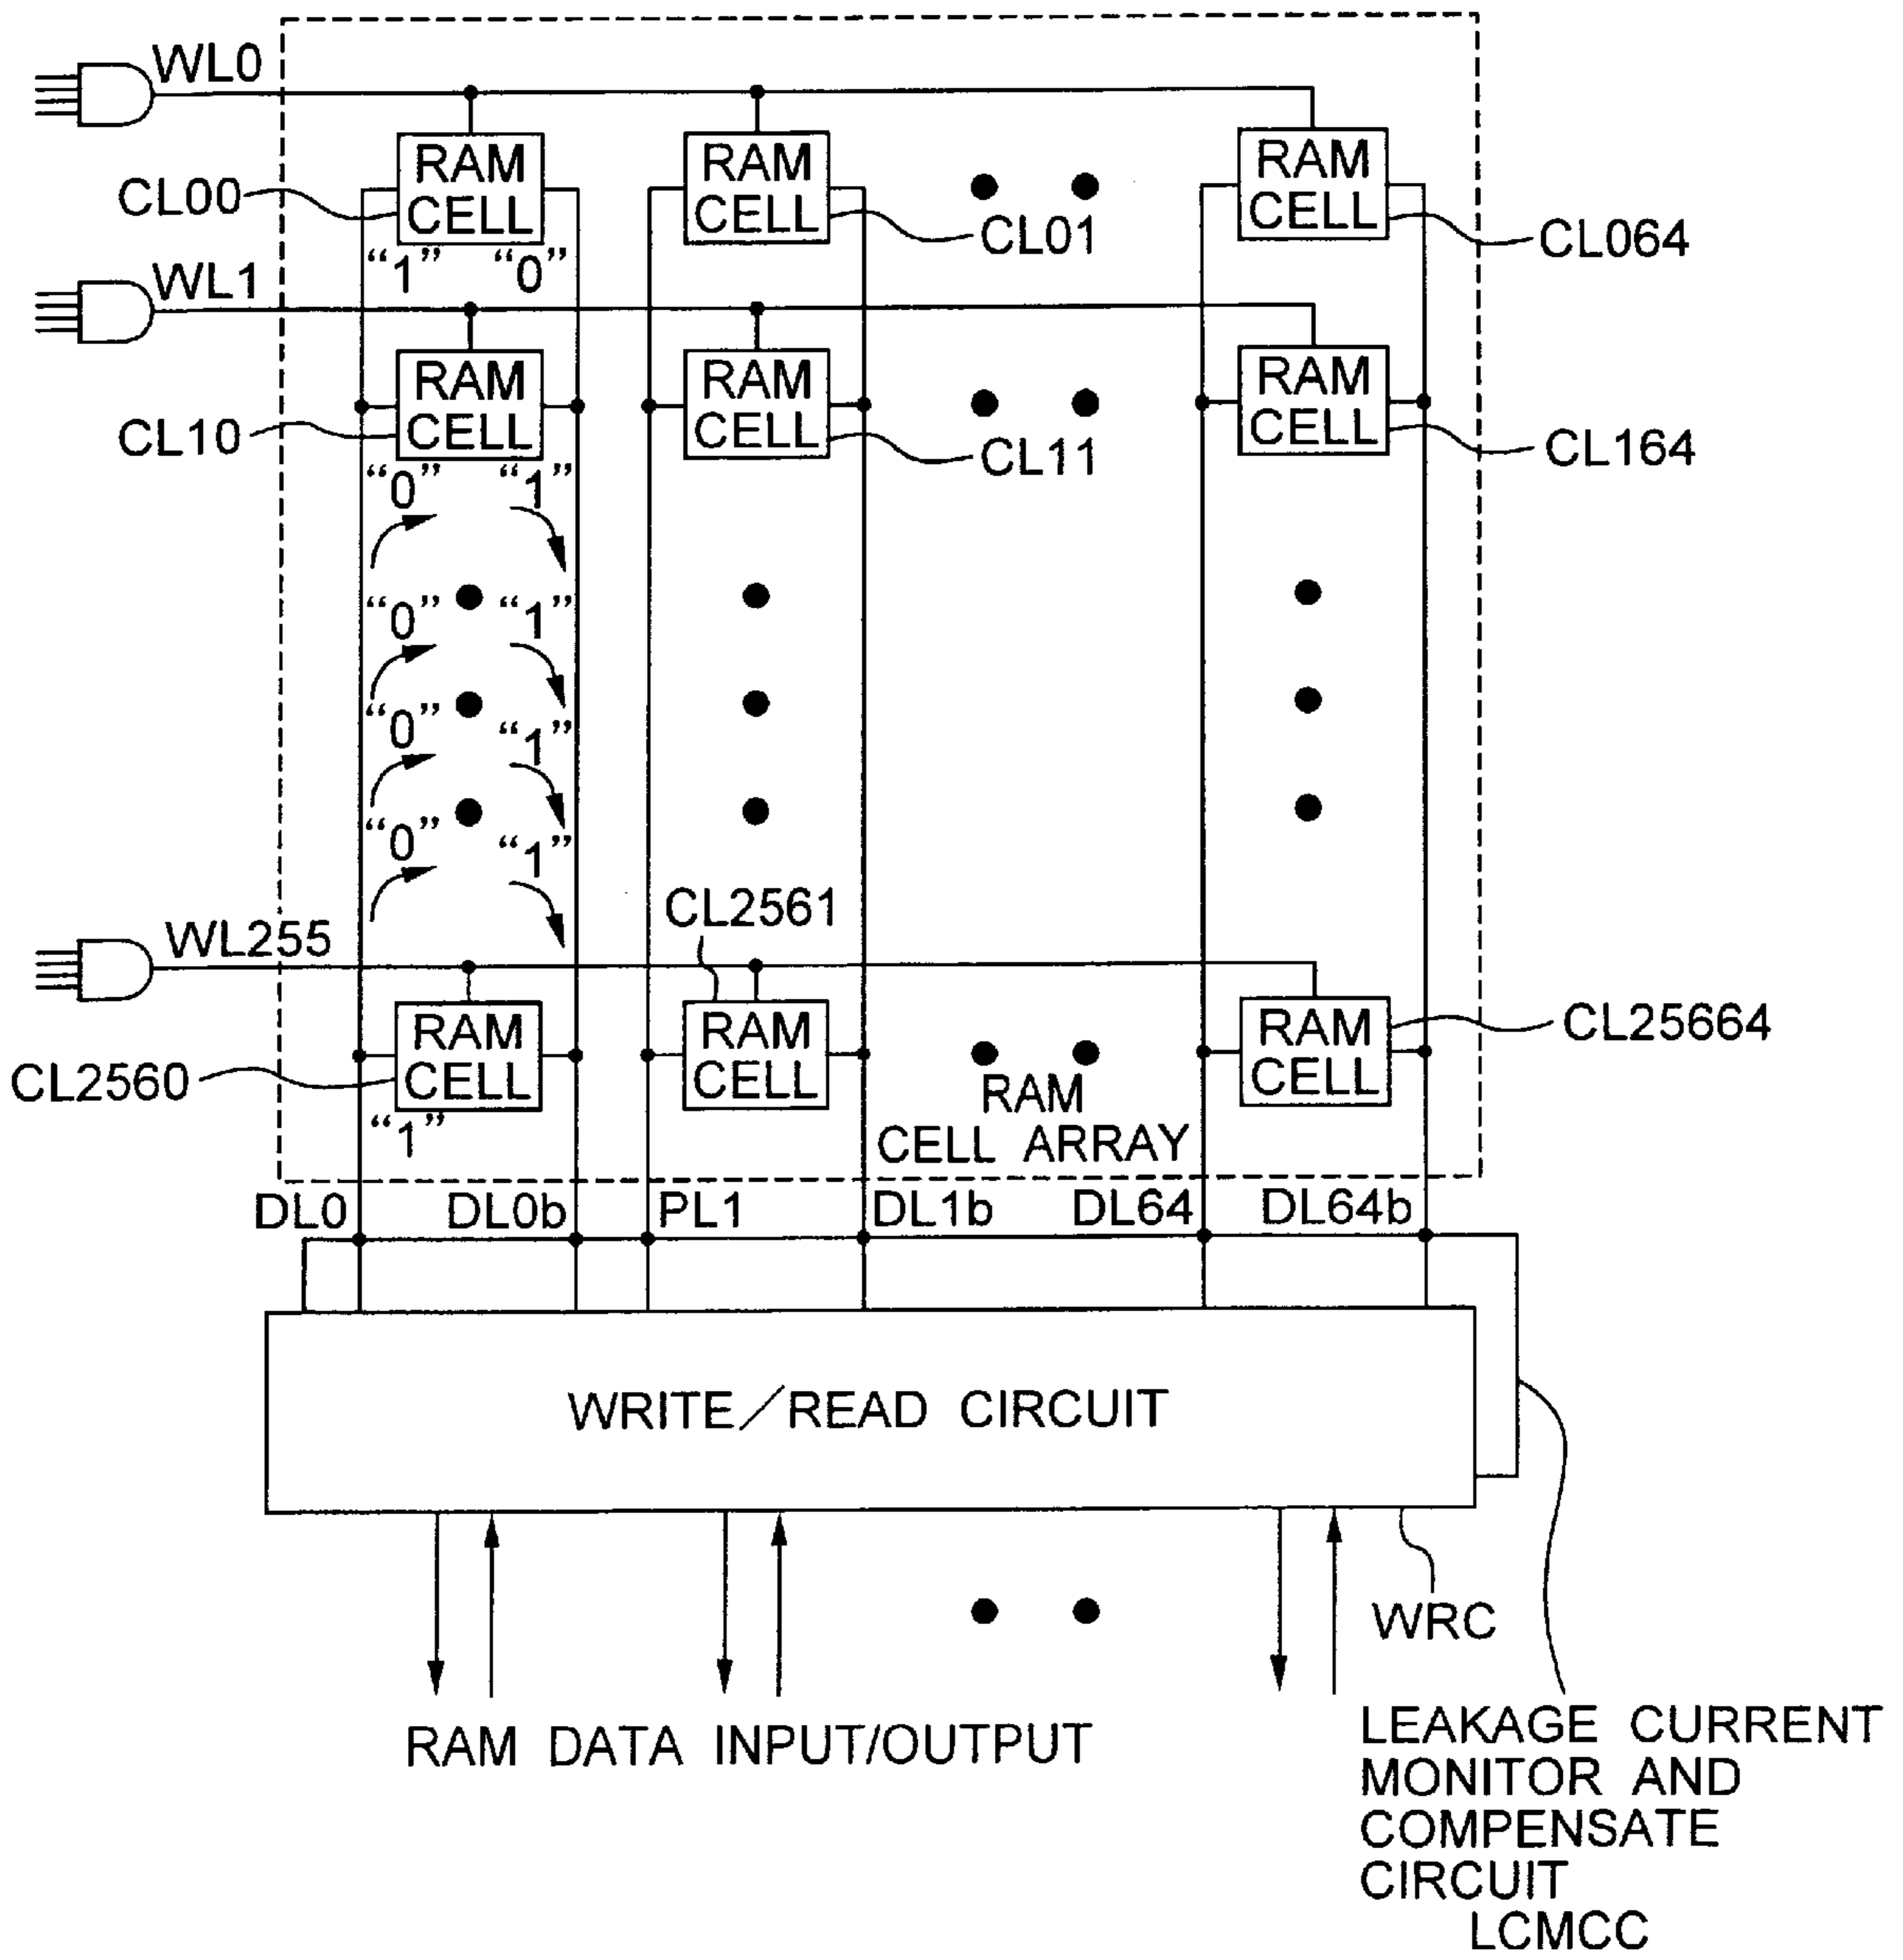 WL0
RAM
CELL
RAM
CELL
RAM
CELL
CL00
CL01
CL064
“1” “0”
WL1
RAM
CELL
RAM
CELL
RAM
CELL
CL10
CL11
CL164
“0” “1”
“0” “1”
“0” “1”
“0” “1”
CL2561
WL255
RAM
CELL
RAM
CELL
RAM
CELL
CL25664
CL2560
“1”
RAM
CELL ARRAY
DL0 DL0b PL1 DL1b DL64 DL64b
WRITE/READ CIRCUIT
WRC
RAM DATA INPUT/OUTPUT
LEAKAGE CURRENT
MONITOR AND
COMPENSATE
CIRCUIT
LCMCC